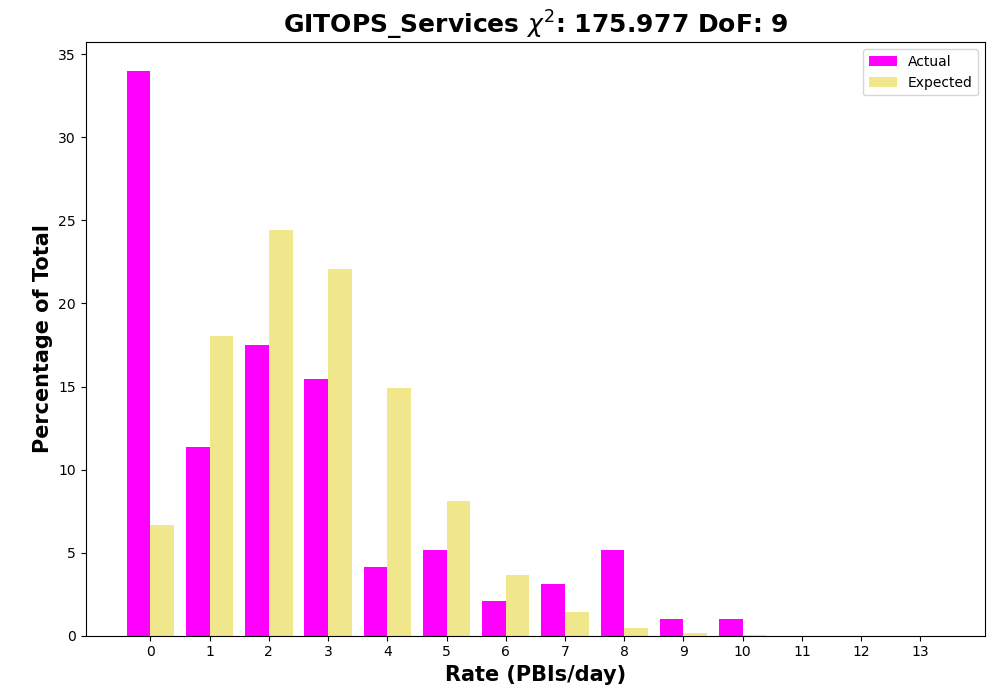 GITOPS_Services χ²: 175.977 DoF: 9
Actual
Expected
35
30
25
20
15
10
5
0
Percentage of Total
0 1 2 3 4 5 6 7 8 9 10 11 12 13
Rate (PBIs/day)